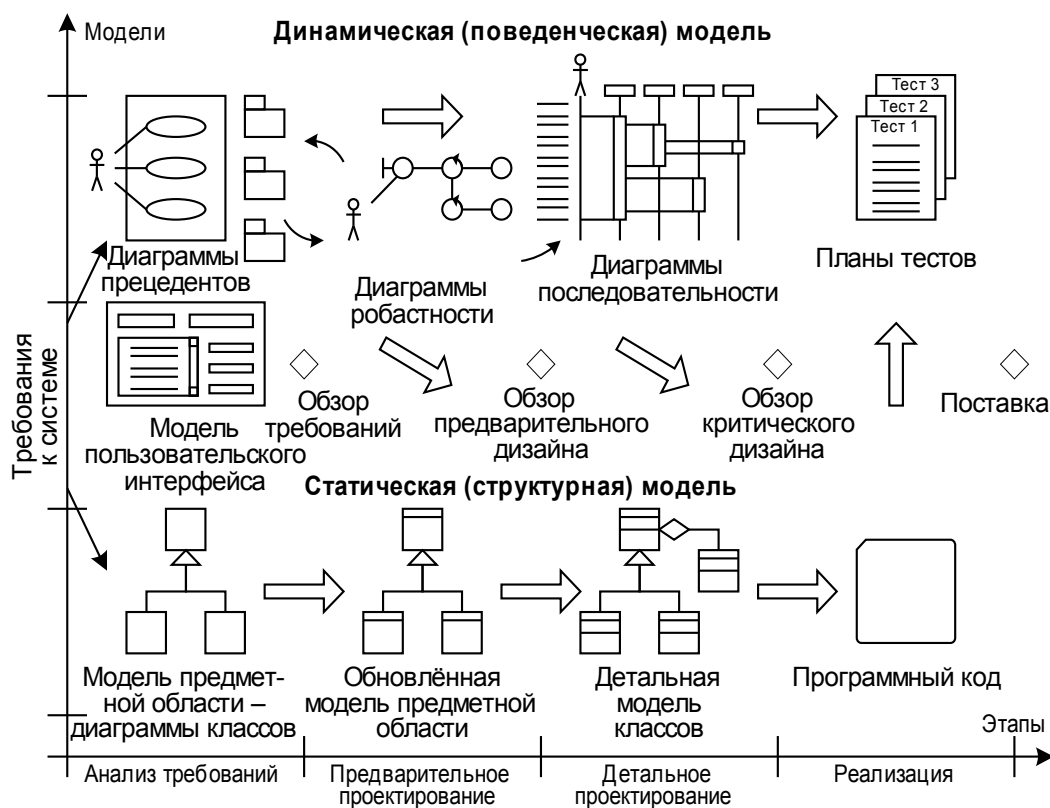 Модели
Динамическая (поведенческая) модель
Тест 3
Тест 2
Тест 1
Диаграммы
прецедентов
Диаграммы
робастности
Диаграммы
последовательности
Планы тестов
Требования
к системе
Модель
пользовательского
интерфейса
Обзор
требований
Обзор
предварительного
дизайна
Обзор
критического
дизайна
Поставка
Статическая (структурная) модель
Модель предмет-
ной области –
диаграммы классов
Обновлённая
модель предметной
области
Детальная
модель
классов
Программный код
Этапы
Анализ требований
Предварительное
проектирование
Детальное
проектирование
Реализация